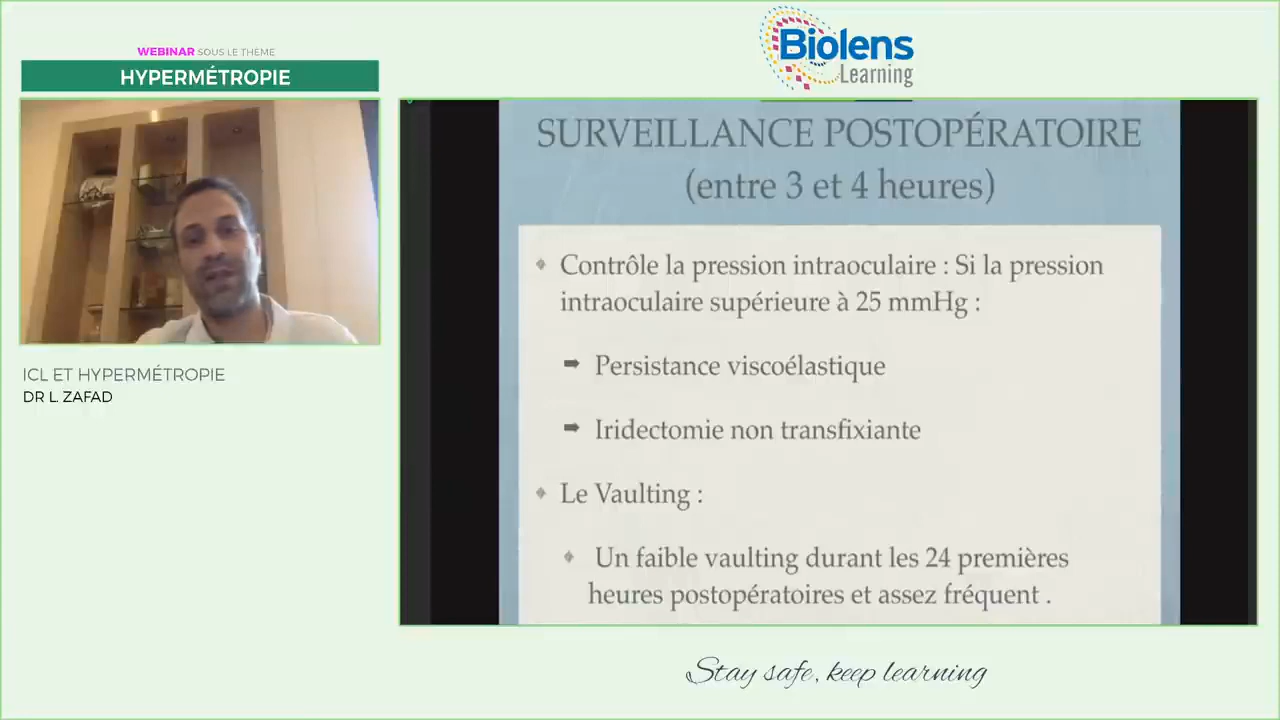 WEBINAR SOUS LE THÈME
HYPERMÉTROPIE
Biolens
Learning
ICL ET HYPERMÉTROPIE
DR L. ZAFAD
SURVEILLANCE POSTOPÉRATOIRE
(entre 3 et 4 heures)
Contrôle la pression intraoculaire : Si la pression
intraoculaire supérieure à 25 mmHg :
Persistance viscoélastique
Iridectomie non transfixiante
Le Vaulting :
Un faible vaulting durant les 24 premières
heures postopératoires et assez fréquent .
Stay safe, keep learning